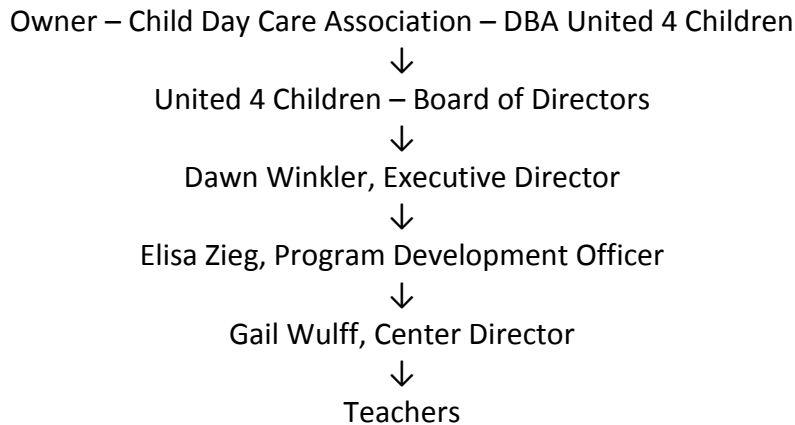 Owner – Child Day Care Association – DBA United 4 Children
↓
United 4 Children – Board of Directors
↓
Dawn Winkler, Executive Director
↓
Elisa Zieg, Program Development Officer
↓
Gail Wulff, Center Director
↓
Teachers